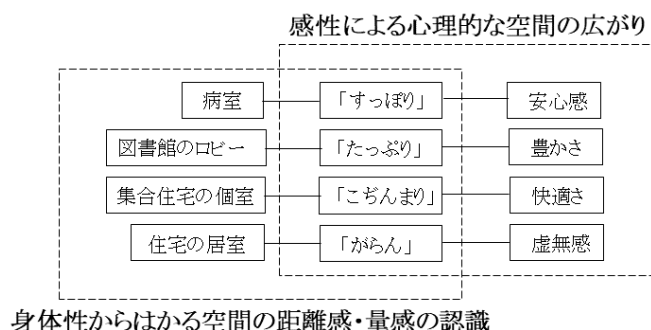 感性による心理的な空間の広がり
病室 「すっぽり」 安心感
図書館のロビー 「たっぷり」 豊かさ
集合住宅の個室 「こぢんまり」 快適さ
住宅の居室 「がらん」 虚無感
身体性からはかる空間の距離感・量感の認識